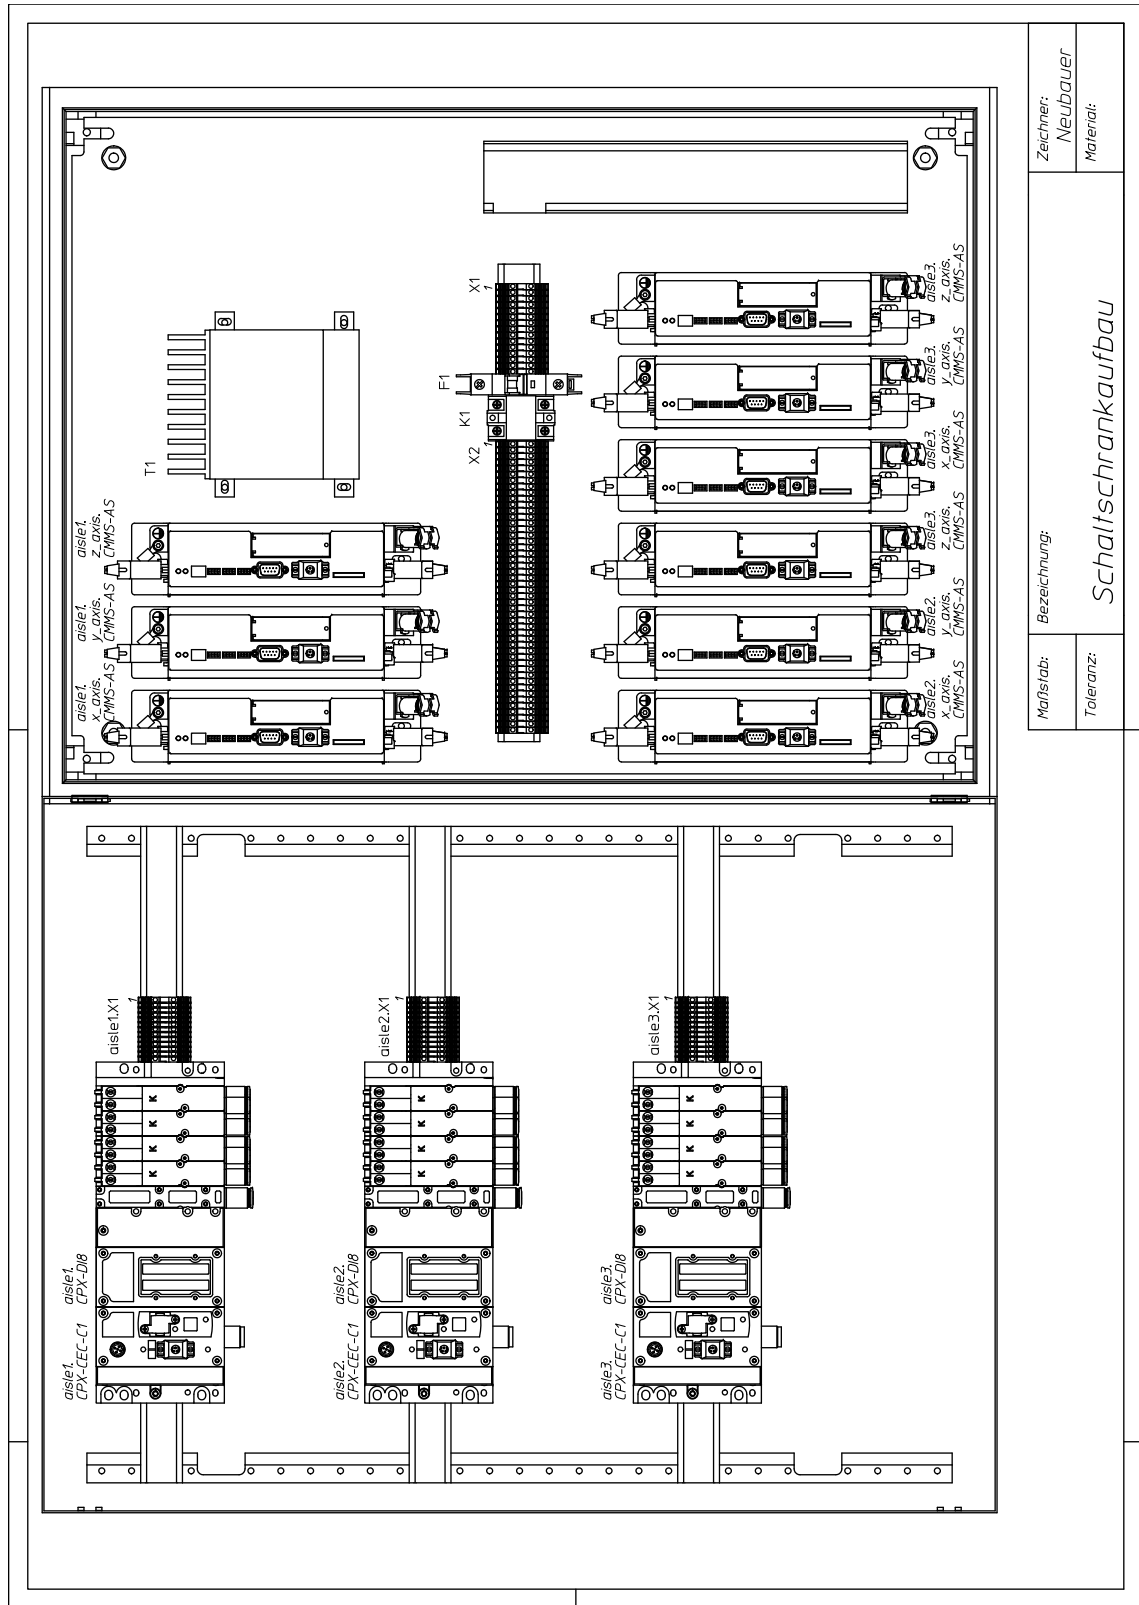 Zeichner:
Neubauer
Material:
Bezeichnung:
Schaltschrankaufbau
Maßstab:
Toleranz:
T1
aisle1.
x_axis.
CMMS-AS
aisle1.
y_axis.
CMMS-AS
aisle1.
z_axis.
CMMS-AS
X2
1
K1
F1
X1
1
aisle2.
x_axis.
CMMS-AS
aisle2.
y_axis.
CMMS-AS
aisle3.
z_axis.
CMMS-AS
aisle3.
x_axis.
CMMS-AS
aisle3.
y_axis.
CMMS-AS
aisle3.
z_axis.
CMMS-AS
aisle1.
CPX-CEC-C1
aisle1.
CPX-DI8
K
K
K
K
aisle1.X1
1
aisle2.
CPX-CEC-C1
aisle2.
CPX-DI8
K
K
K
K
aisle2.X1
1
aisle3.
CPX-CEC-C1
aisle3.
CPX-DI8
K
K
K
K
aisle3.X1
1